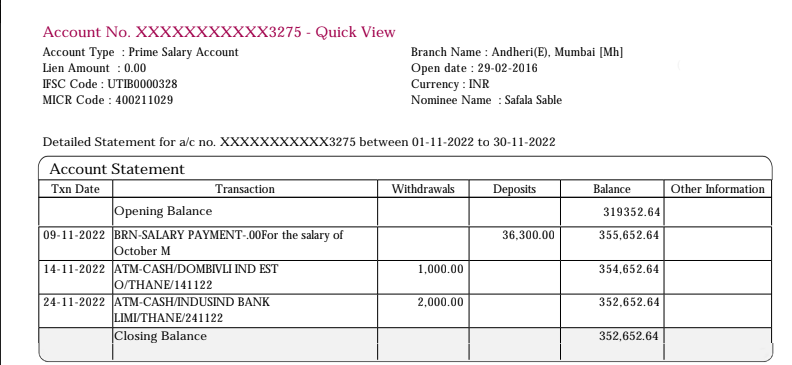 Account No. XXXXXXXXXXX3275 - Quick View
Account Type : Prime Salary Account Branch Name : Andheri(E), Mumbai [Mh]
Lien Amount : 0.00 Open date : 29-02-2016
IFSC Code : UTIB0000328 Currency : INR
MICR Code : 400211029 Nominee Name : Safala Sable
Detailed Statement for a/c no. XXXXXXXXXXX3275 between 01-11-2022 to 30-11-2022
Account Statement
Txn Date Transaction Withdrawals Deposits Balance Other Information
Opening Balance 319352.64
09-11-2022 BRN-SALARY PAYMENT-.00For the salary of 36,300.00 355,652.64
October M
14-11-2022 ATM-CASH/DOMBIVLI IND EST 1,000.00 354,652.64
O/THANE/141122
24-11-2022 ATM-CASH/INDUSIND BANK 2,000.00 352,652.64
LIMI/THANE/241122
Closing Balance 352,652.64